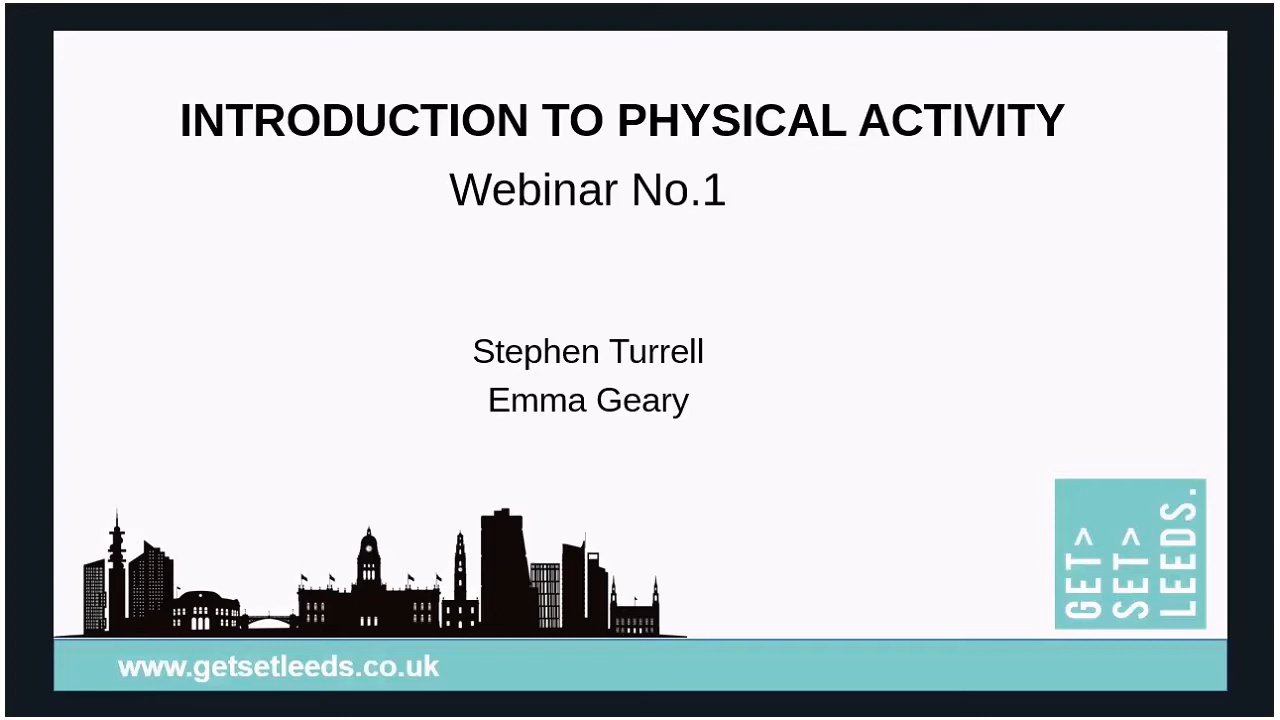 INTRODUCTION TO PHYSICAL ACTIVITY
Webinar No.1
Stephen Turrell
Emma Geary
GET>
SET>
LEEDS.
www.getsetleeds.co.uk